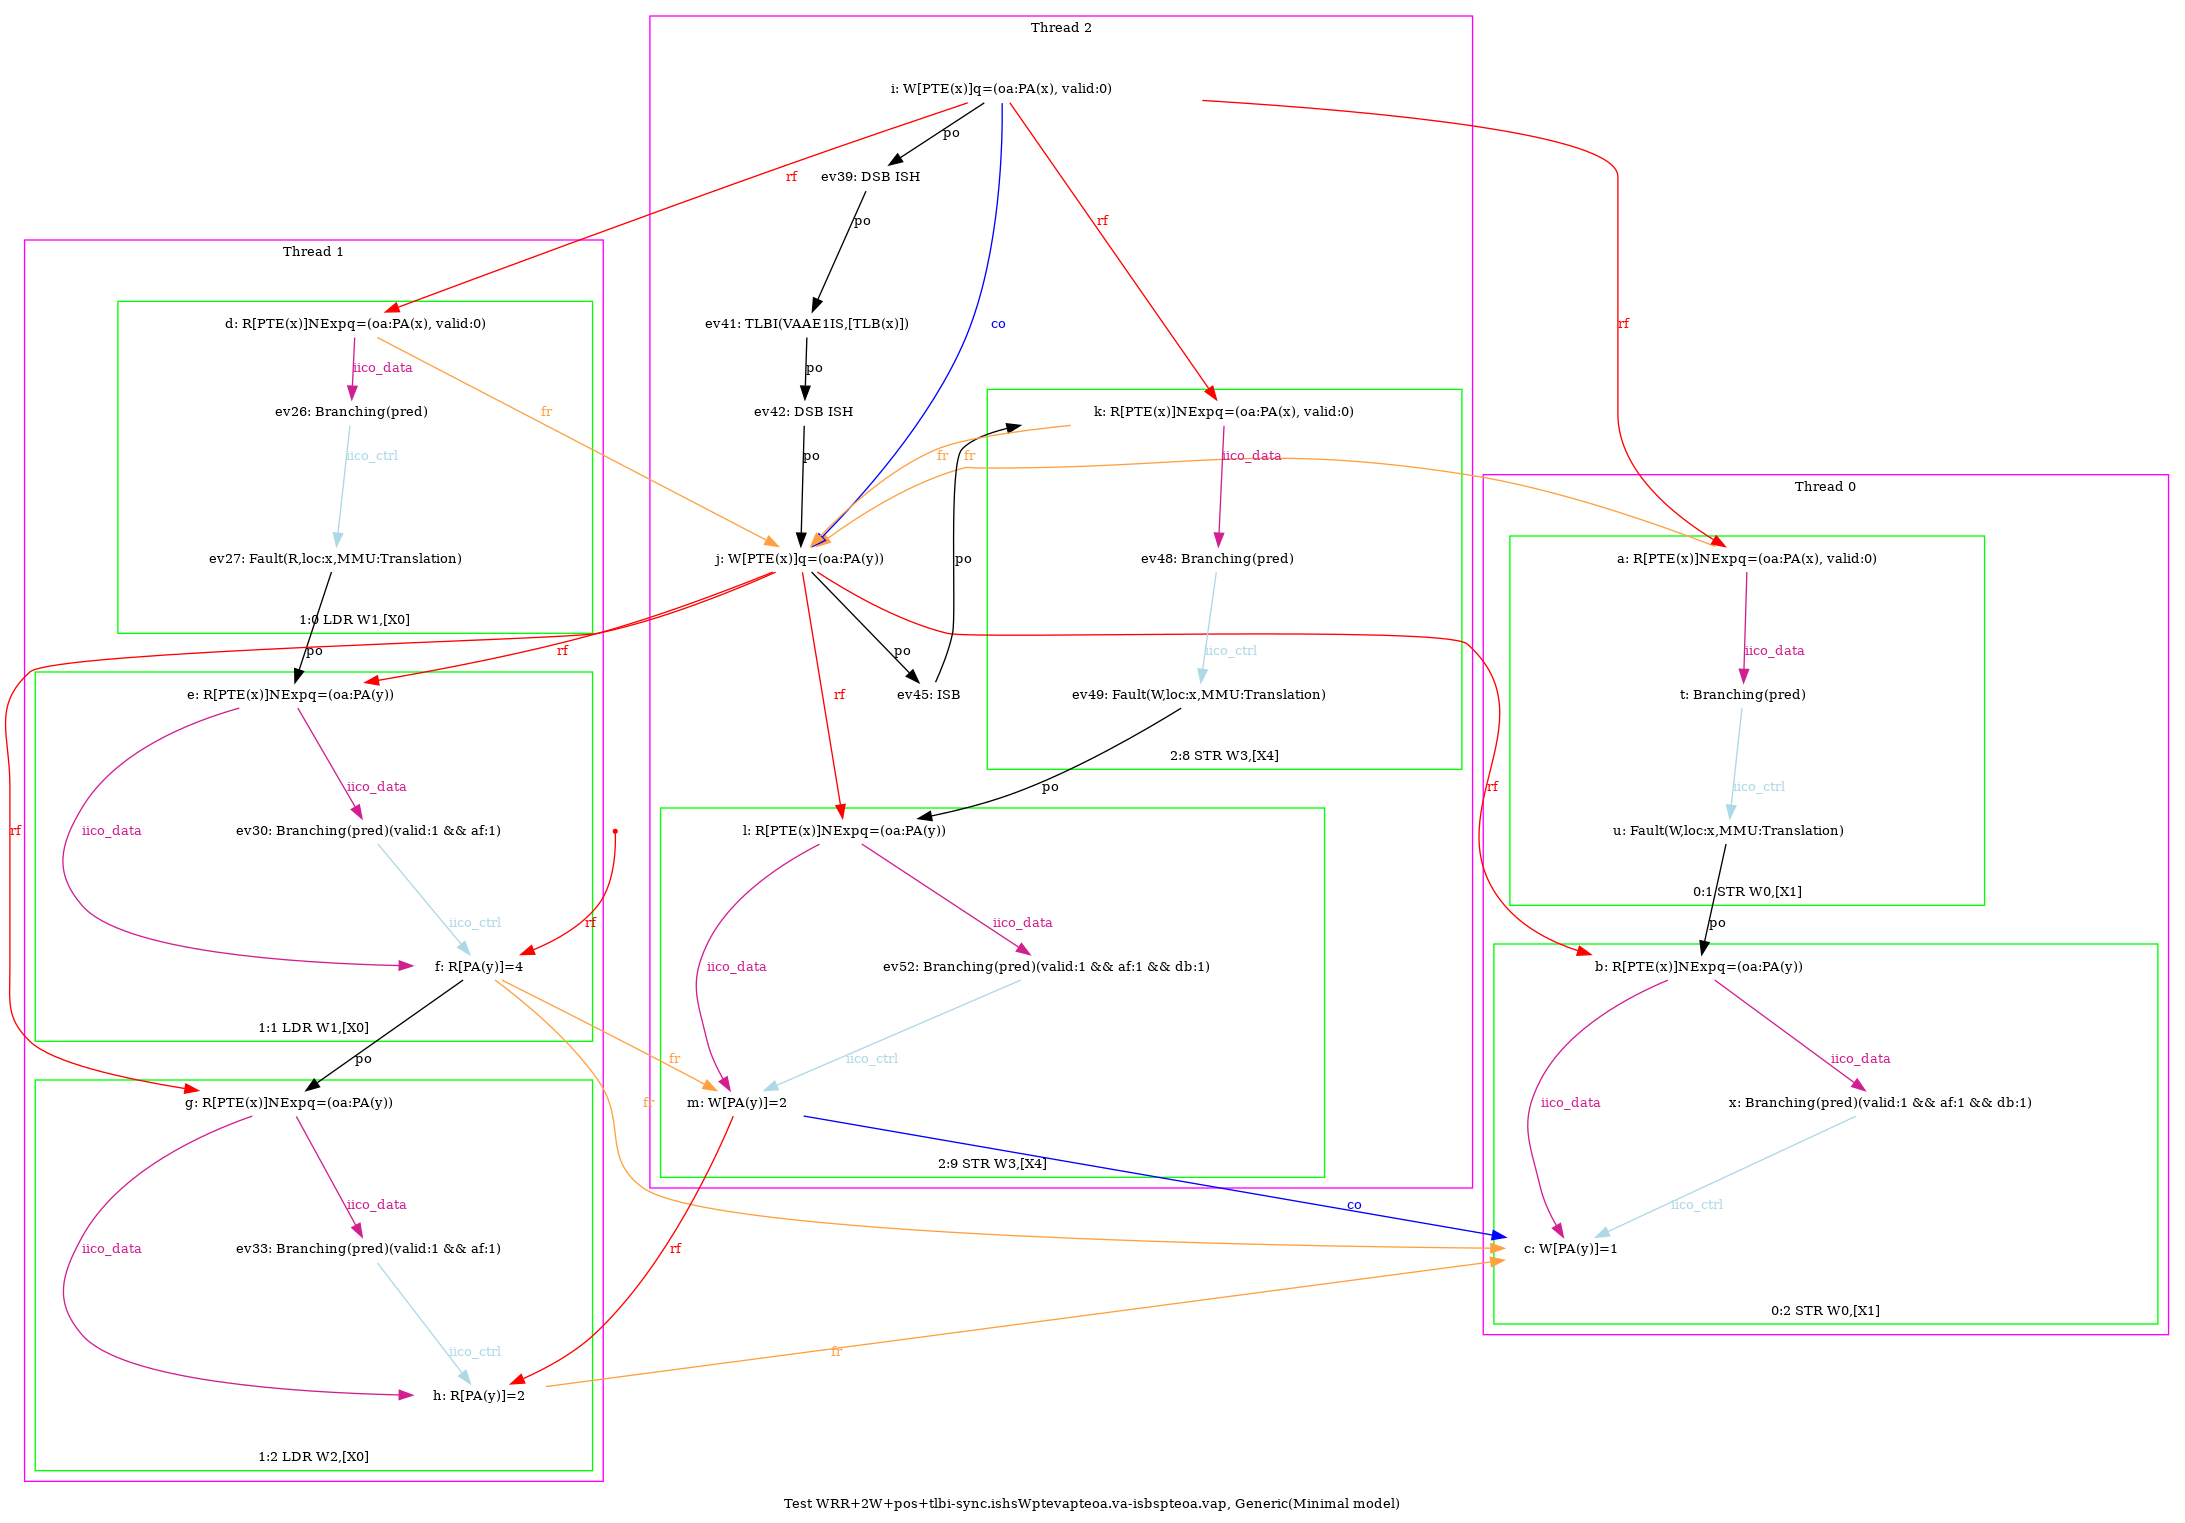 Thread 2
i: W[PTE(x)]q=(oa:PA(x), valid:0)
po
ev39: DSB ISH
rf
po
rf
Thread 1
d: R[PTE(x)]NExpq=(oa:PA(x), valid:0)
ev41: TLBI(VAAE1IS,[TLB(x)])
co
rf
iico_data
po
ev26: Branching(pred)
fr
ev42: DSB ISH
k: R[PTE(x)]NExpq=(oa:PA(x), valid:0)
iico_ctrl
po
fr
fr
iico_data
Thread 0
ev27: Fault(R,loc:x,MMU:Translation)
j: W[PTE(x)]q=(oa:PA(y))
po
ev48: Branching(pred)
a: R[PTE(x)]NExpq=(oa:PA(x), valid:0)
1:0 LDR W1,[X0]
po
rf
po
iico_ctrl
iico_data
e: R[PTE(x)]NExpq=(oa:PA(y))
rf
ev45: ISB
ev49: Fault(W,loc:x,MMU:Translation)
t: Branching(pred)
2:8 STR W3,[X4]
iico_data
po
rf
iico_ctrl
rf
iico_data
ev30: Branching(pred)(valid:1 && af:1)
l: R[PTE(x)]NExpq=(oa:PA(y))
u: Fault(W,loc:x,MMU:Translation)
0:1 STR W0,[X1]
iico_ctrl
rf
iico_data
po
f: R[PA(y)]=4
iico_data
ev52: Branching(pred)(valid:1 && af:1 && db:1)
b: R[PTE(x)]NExpq=(oa:PA(y))
1:1 LDR W1,[X0]
po
fr
iico_ctrl
iico_data
g: R[PTE(x)]NExpq=(oa:PA(y))
fr
m: W[PA(y)]=2
iico_data
x: Branching(pred)(valid:1 && af:1 && db:1)
2:9 STR W3,[X4]
iico_data
co
iico_ctrl
iico_data
ev33: Branching(pred)(valid:1 && af:1)
rf
c: W[PA(y)]=1
0:2 STR W0,[X1]
iico_ctrl
fr
h: R[PA(y)]=2
1:2 LDR W2,[X0]
Test WRR+2W+pos+tlbi-sync.ishsWptevapteoa.va-isbspteoa.vap, Generic(Minimal model)